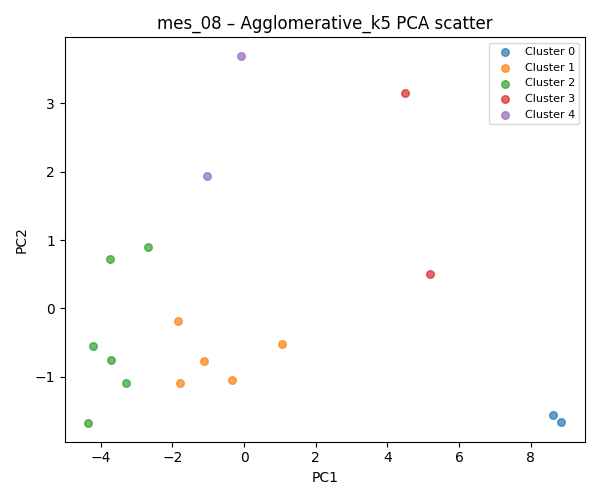 mes_08 – Agglomerative_k5 PCA scatter
Cluster 0
Cluster 1
Cluster 2
Cluster 3
Cluster 4
PC2
3
2
1
0
−1
−4 −2 0 2 4 6 8
PC1